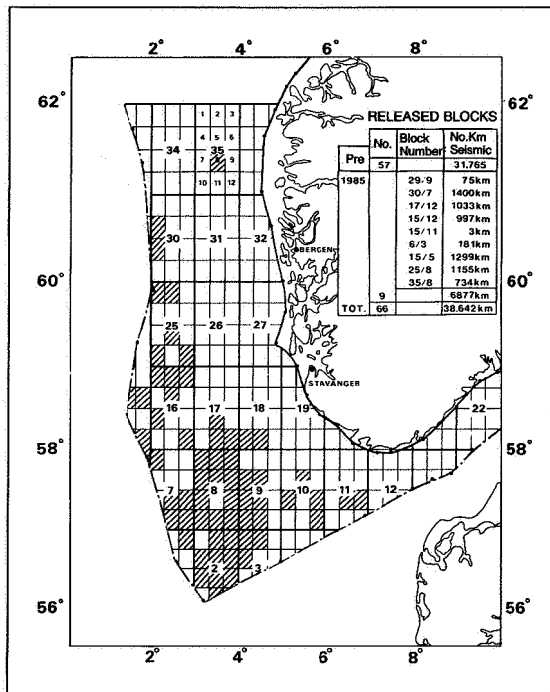 2° 4° 6° 8°
62° 62°
1 2 3
4 5 6
34 35
7 9
10 11 12
RELEASED BLOCKS
No. Block Number No.Km Seismic
Pre 57 31.765
1985 29/9 75km
30/7 1400km
17/12 1033km
15/12 997km
15/11 3km
6/3 181km
15/5 1299km
25/8 1155km
35/8 734km
9 6877km
TOT. 66 38.642km
30 31 32
BERGEN
60° 60°
25 26 27
STAVANGER
16 17 18 19 22
58° 58°
7 8 9 10 11 12
2 3
56° 56°
2° 4° 6° 8°